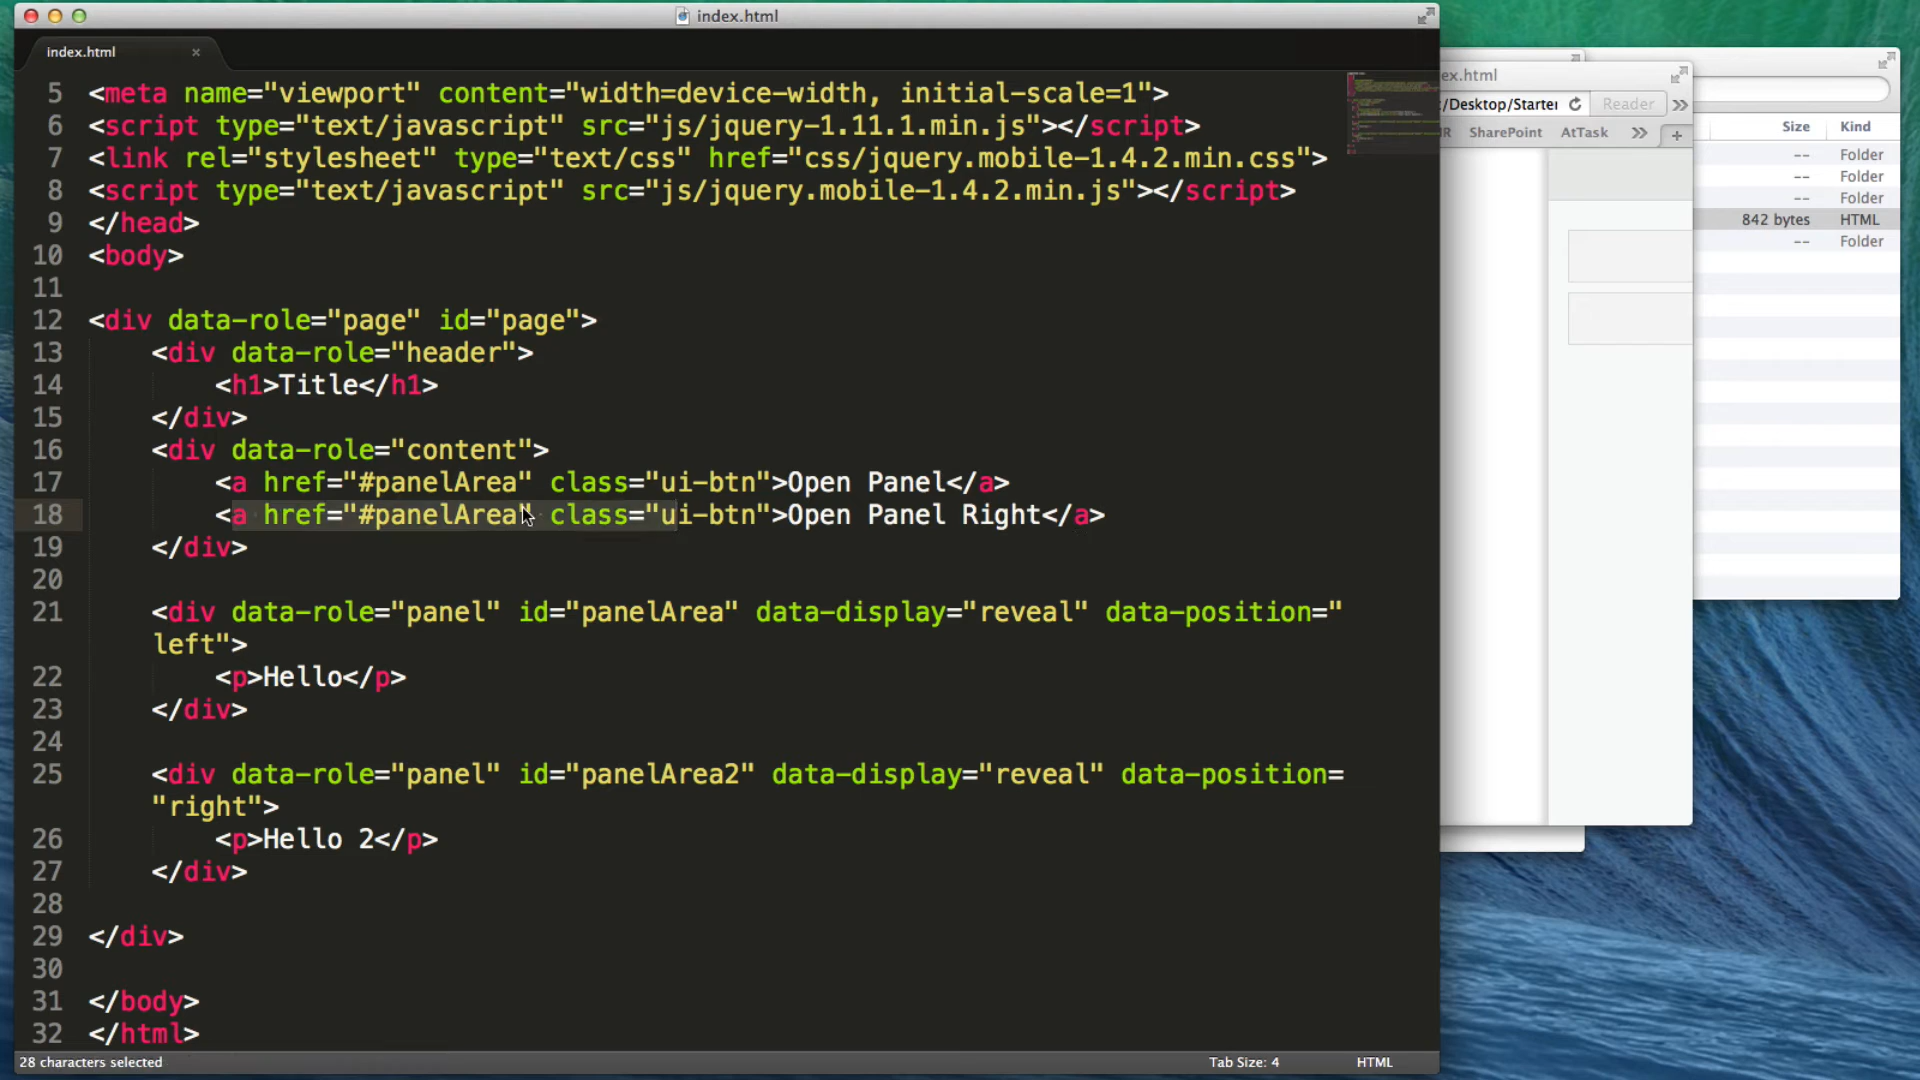 index.html
index.html ×
5 <meta name="viewport" content="width=device-width, initial-scale=1">
6 <script type="text/javascript" src="js/jquery-1.11.1.min.js"></script>
7 <link rel="stylesheet" type="text/css" href="css/jquery.mobile-1.4.2.min.css">
8 <script type="text/javascript" src="js/jquery.mobile-1.4.2.min.js"></script>
9 </head>
10 <body>
11
12 <div data-role="page" id="page">
13 <div data-role="header">
14 <h1>Title</h1>
15 </div>
16 <div data-role="content">
17 <a href="#panelArea" class="ui-btn">Open Panel</a>
18 <a href="#panelArea" class="ui-btn">Open Panel Right</a>
19 </div>
20
21 <div data-role="panel" id="panelArea" data-display="reveal" data-position="
left">
22 <p>Hello</p>
23 </div>
24
25 <div data-role="panel" id="panelArea2" data-display="reveal" data-position=
"right">
26 <p>Hello 2</p>
27 </div>
28
29 </div>
30
31 </body>
32 </html>
28 characters selected
Tab Size: 4
HTML
ex.html
/Desktop/Starter
Reader
R SharePoint AtTask
Size Kind
-- Folder
-- Folder
-- Folder
842 bytes HTML
-- Folder